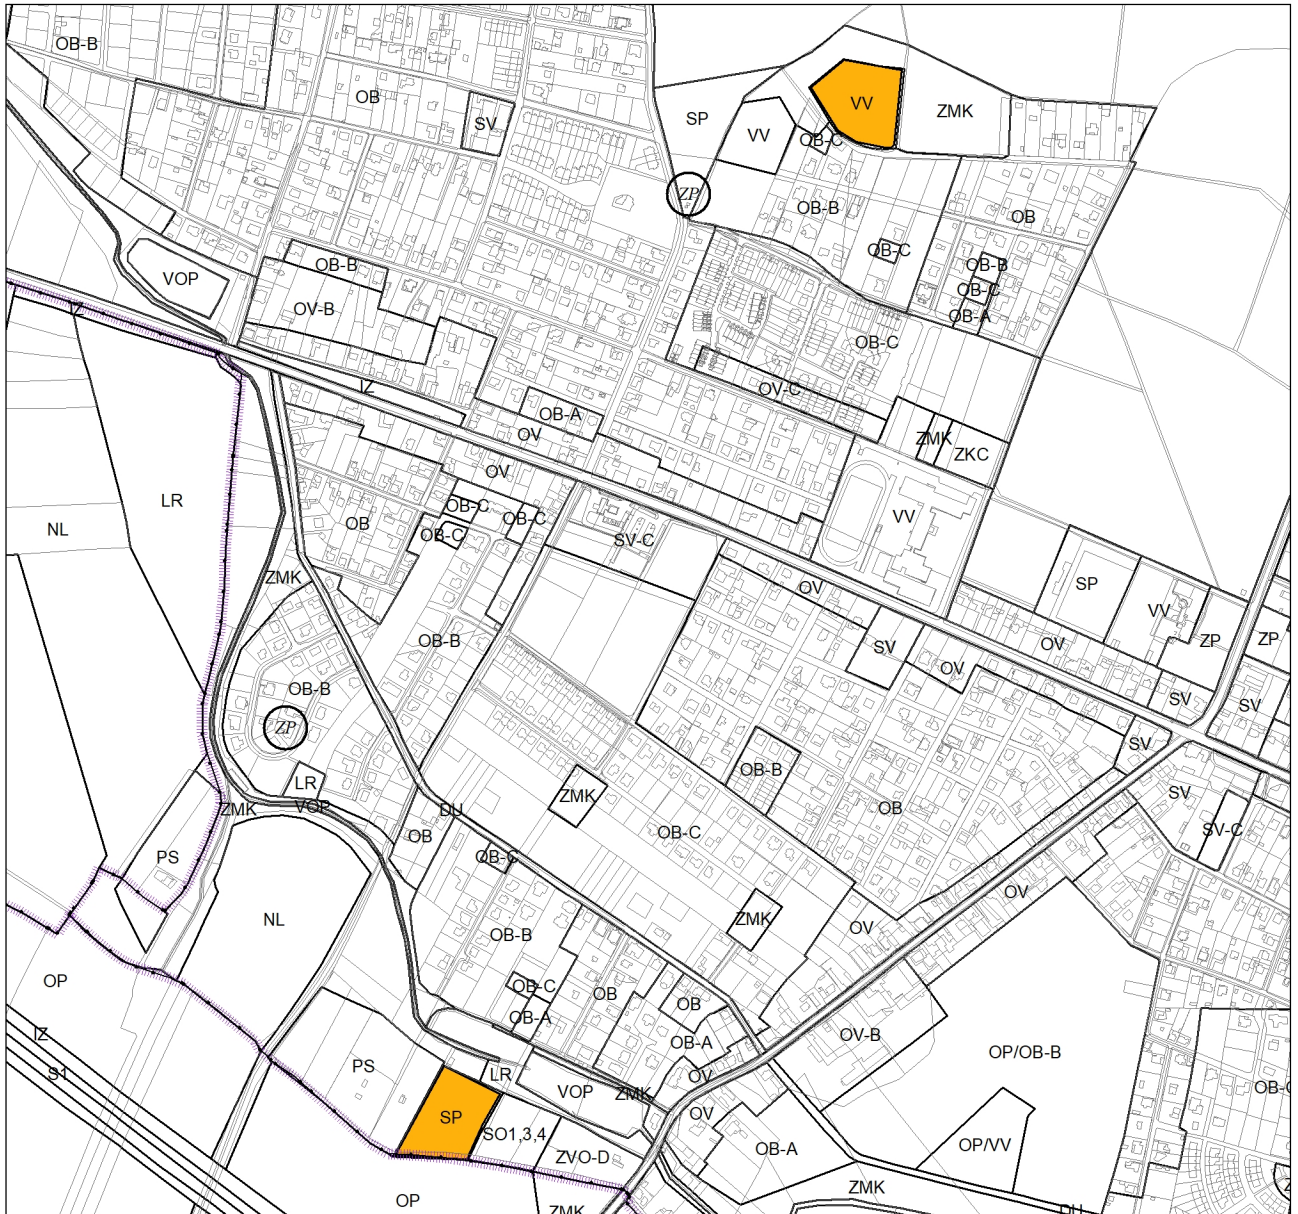 OB-B
OB
SV
SP
VV
VV
ZMK
OB-C
ZP
OB-B
OB
OB-C
OB-B
OB-C
OB-A
VOP
OB-B
OV-B
IZ
IZ
OB-C
OV-C
OB-A
OV
ZMK
ZKC
OV
LR
NL
OB
OB-C
OB-C
OB-C
SV-C
VV
ZMK
OV
SP
VV
ZP
ZP
OB-B
SV
OV
OV
SV
SV
OB-B
ZP
SV
LR
ZMK
VOP
DU
OB-B
ZMK
SV
OB
OB-C
OB
SV-C
PS
OB-C
OV
NL
ZMK
OV
OB-B
OP
OB-C
OB
OB
OB-A
OB-A
OV-B
OP/OB-B
IZ
S1
PS
LR
VOP
ZMK
OV
OV
SP
SO1,3,4
ZVO-D
OB-A
OP/VV
ZMK
OP
ZMK